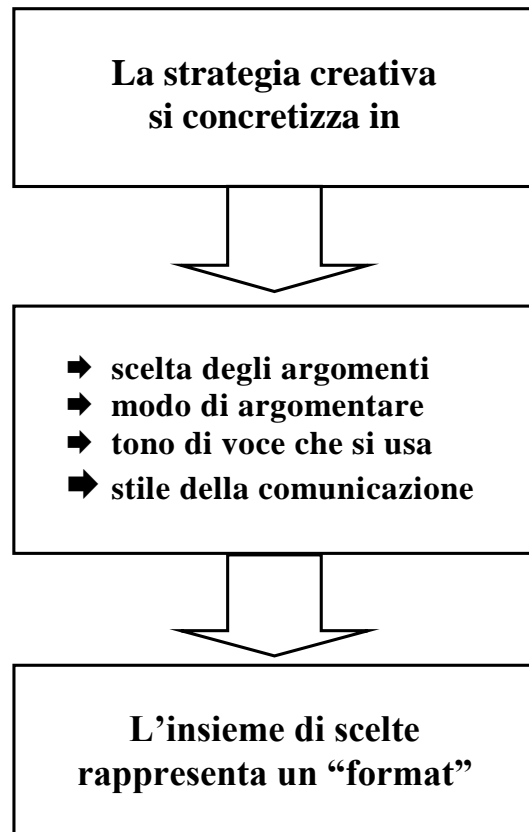 La strategia creativa
si concretizza in
scelta degli argomenti
modo di argomentare
tono di voce che si usa
stile della comunicazione
L’insieme di scelte
rappresenta un “format”